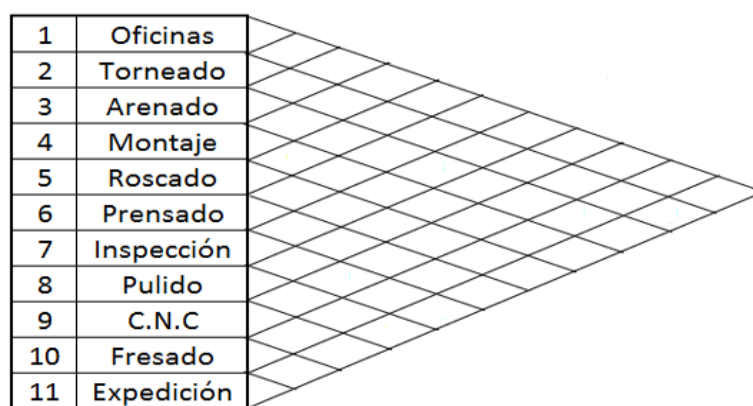 1 Oficinas
2 Torneado
3 Arenado
4 Montaje
5 Roscado
6 Prensado
7 Inspección
8 Pulido
9 C.N.C
10 Fresado
11 Expedición